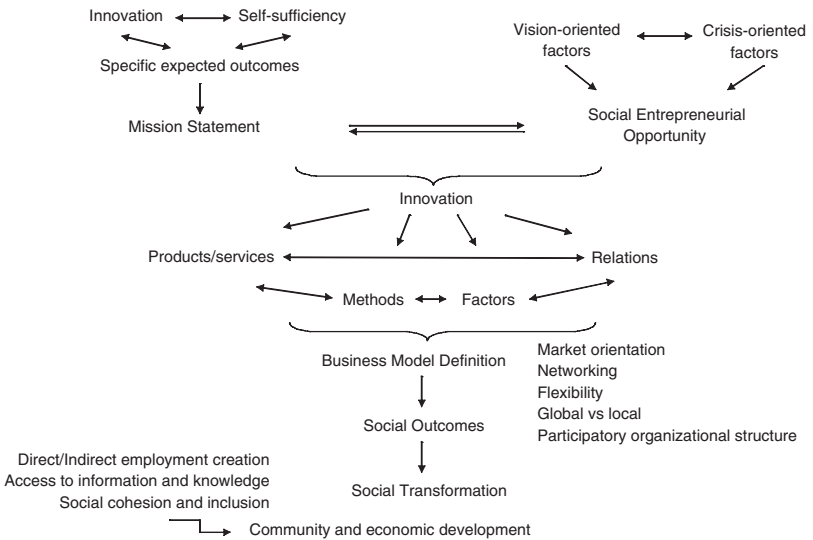 Innovation
Self-sufficiency
Vision-oriented
factors
Crisis-oriented
factors
Specific expected outcomes
Mission Statement
Social Entrepreneurial
Opportunity
Innovation
Products/services
Relations
Methods
Factors
Business Model Definition
Market orientation
Networking
Flexibility
Global vs local
Participatory organizational structure
Social Outcomes
Direct/Indirect employment creation
Access to information and knowledge
Social cohesion and inclusion
Social Transformation
Community and economic development